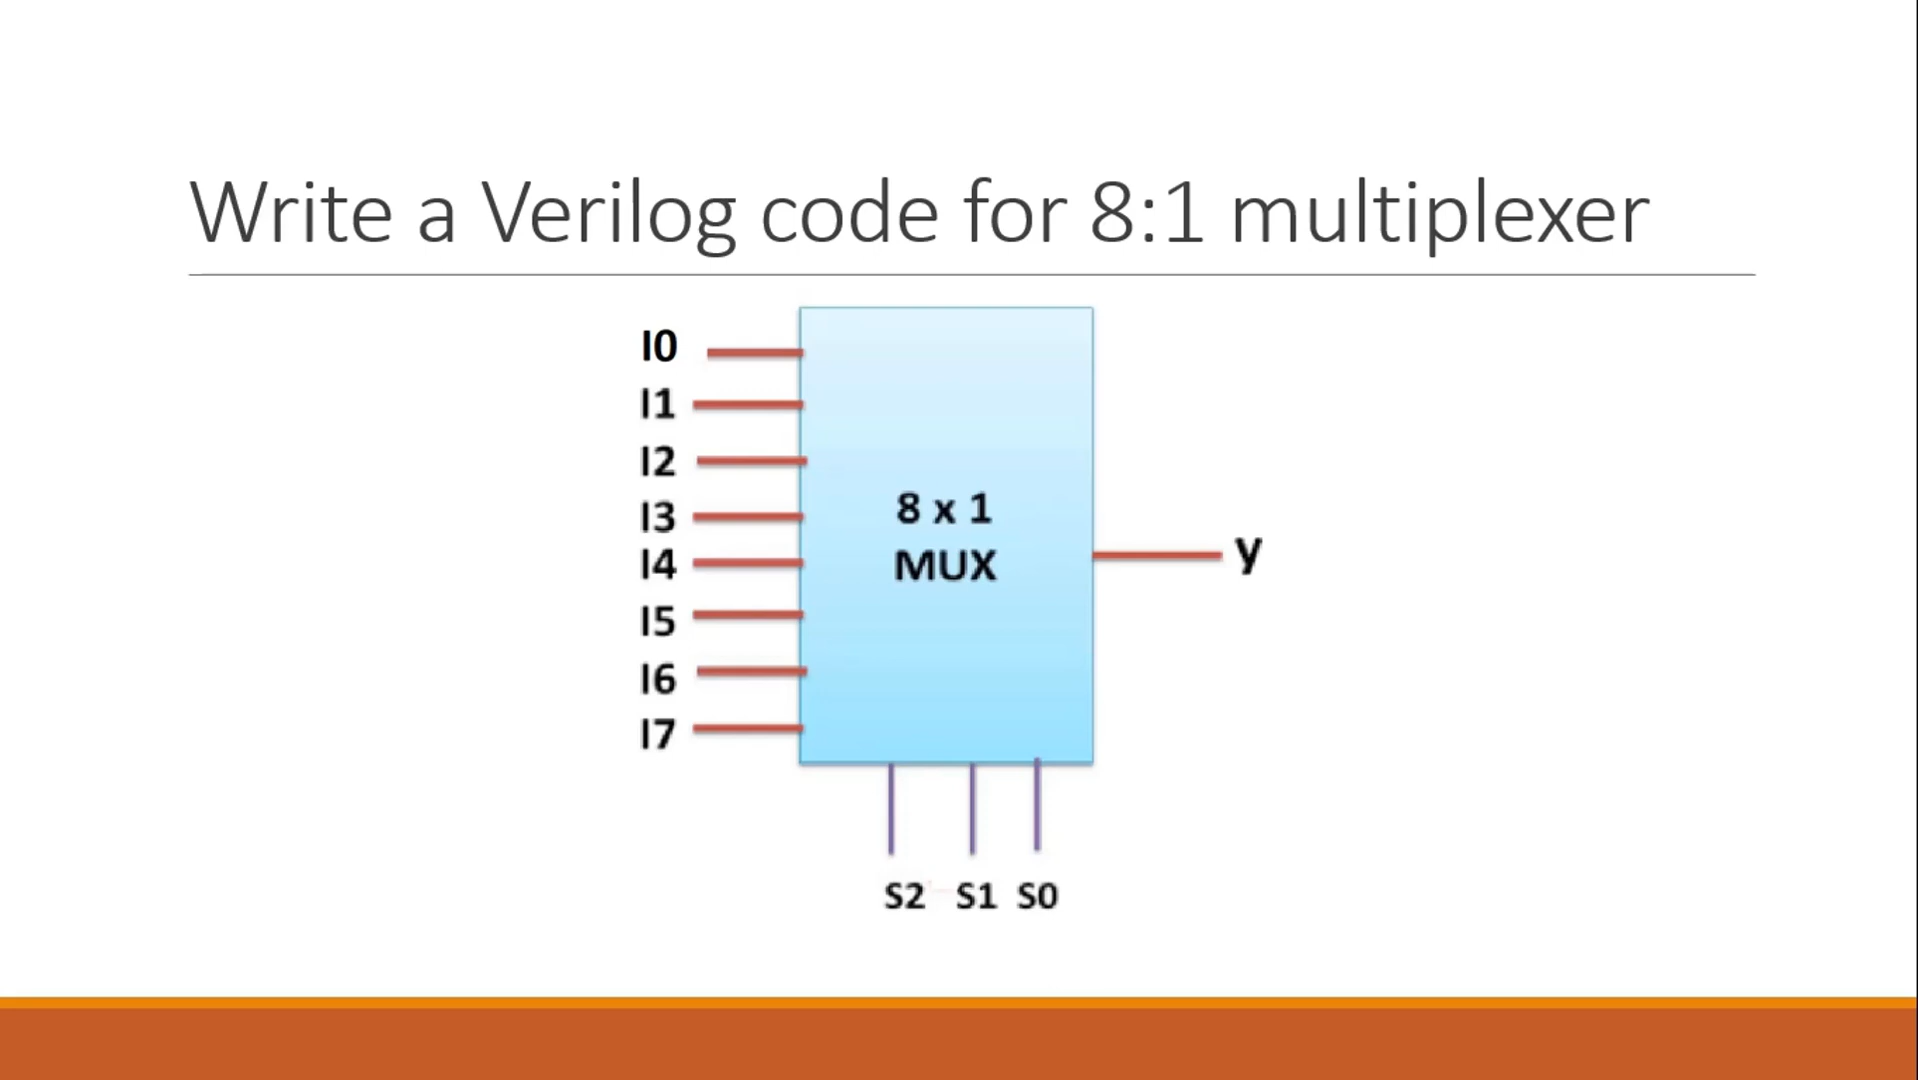 Write a Verilog code for 8:1 multiplexer
I0
I1
I2
I3
I4
I5
I6
I7
8 x 1
MUX
y
S2 S1 S0